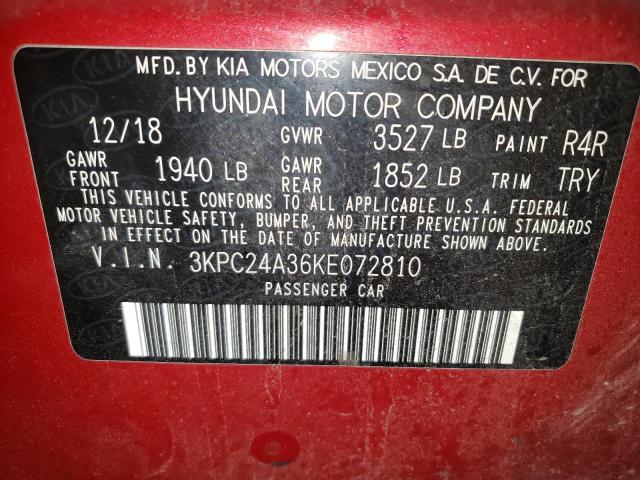 MFD. BY KIA MOTORS MEXICO S.A. DE C.V. FOR
HYUNDAI MOTOR COMPANY
12/18 GVWR 3527 LB PAINT R4R
GAWR FRONT 1940 LB GAWR REAR 1852 LB TRIM TRY
THIS VEHICLE CONFORMS TO ALL APPLICABLE U.S.A. FEDERAL
MOTOR VEHICLE SAFETY, BUMPER, AND THEFT PREVENTION STANDARDS
IN EFFECT ON THE DATE OF MANUFACTURE SHOWN ABOVE.
V.I.N. 3KPC24A36KE072810
PASSENGER CAR